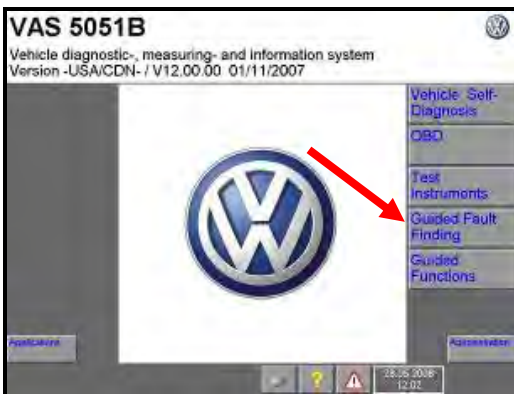 VAS 5051B
Vehicle diagnostic-, measuring- and information system
Version -USA/CDN- / V12.00.00 01/11/2007
Vehicle Self-
Diagnosis
OBD
Test
Instruments
Guided Fault
Finding
Guided
Functions
Applications
Administration
?
28.05.2008
12:02